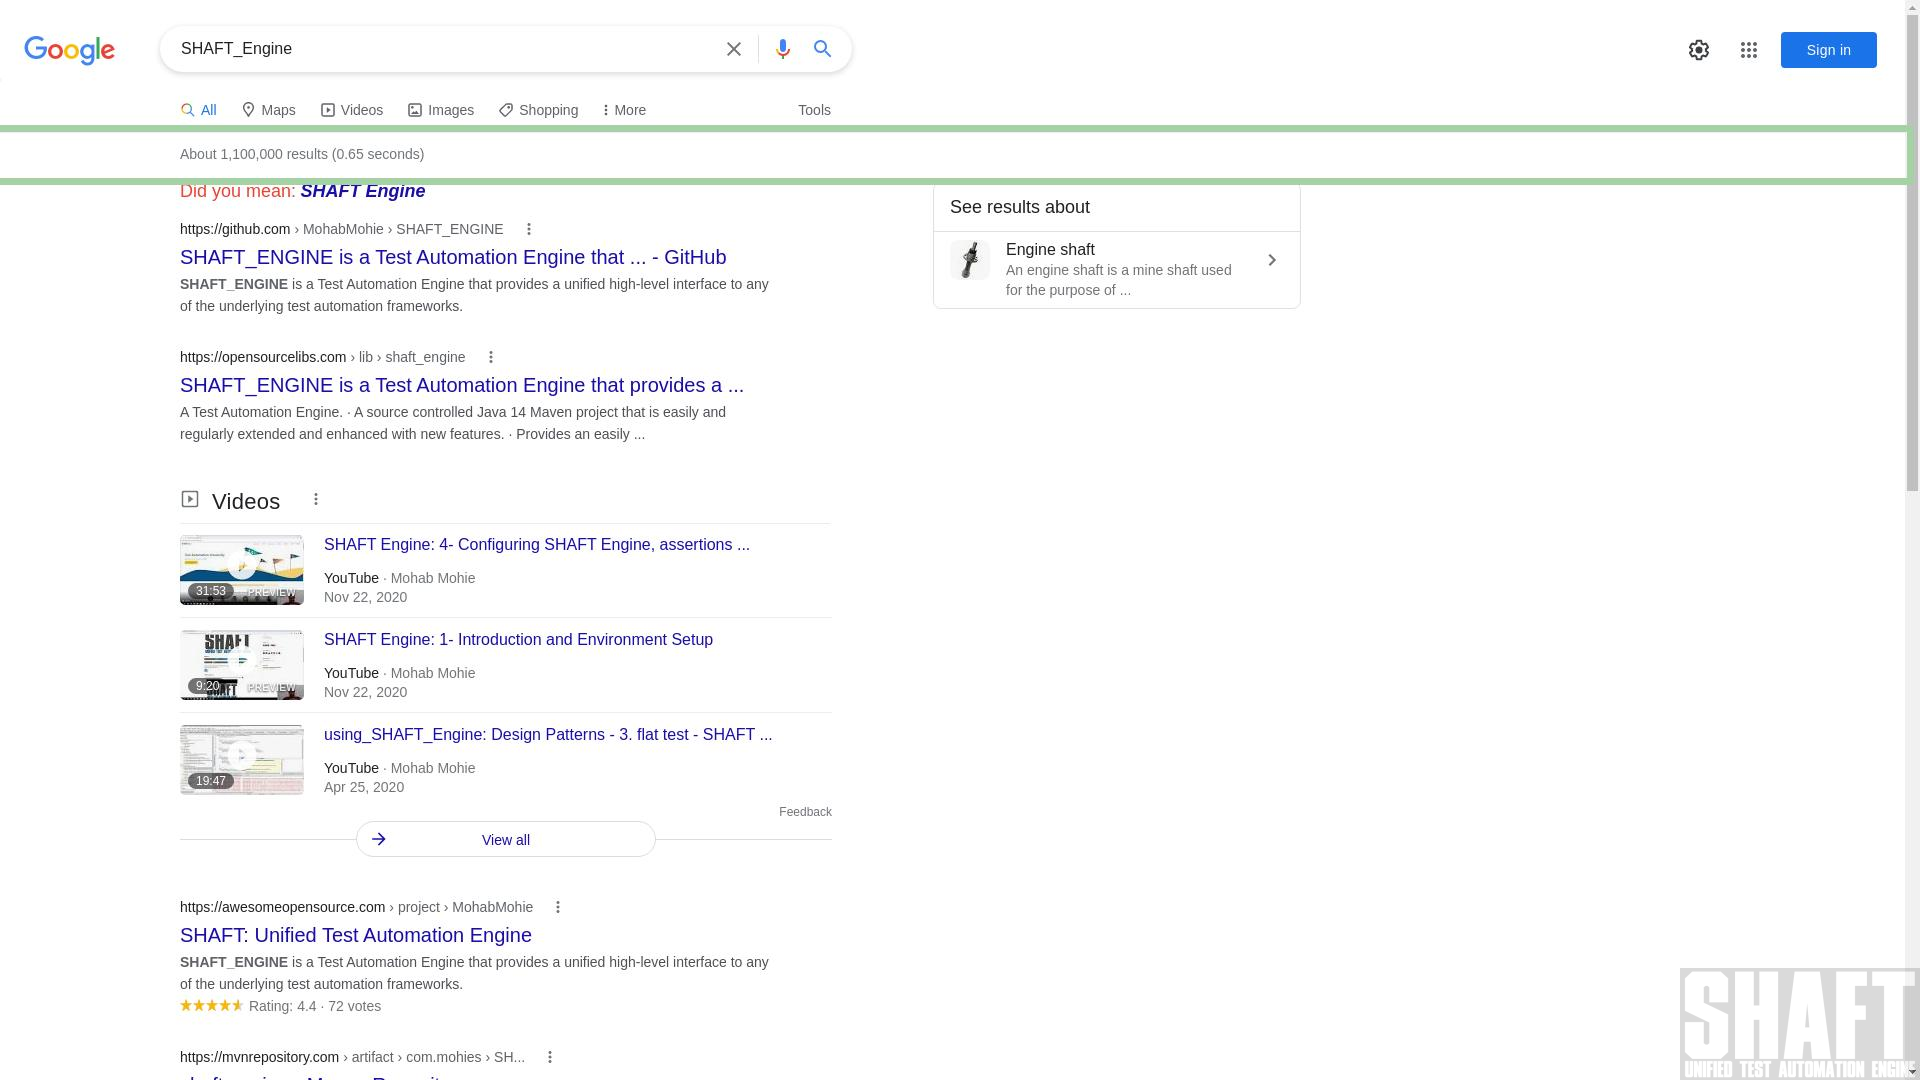 Google
SHAFT_Engine
Sign in
All
Maps
Videos
Images
Shopping
More
Tools
About 1,100,000 results (0.65 seconds)
Did you mean: SHAFT Engine
See results about
Engine shaft
An engine shaft is a mine shaft used
for the purpose of ...
https://github.com › MohabMohie › SHAFT_ENGINE
SHAFT_ENGINE is a Test Automation Engine that ... - GitHub
SHAFT_ENGINE is a Test Automation Engine that provides a unified high-level interface to any
of the underlying test automation frameworks.
https://opensourcelibs.com › lib › shaft_engine
SHAFT_ENGINE is a Test Automation Engine that provides a ...
A Test Automation Engine. · A source controlled Java 14 Maven project that is easily and
regularly extended and enhanced with new features. · Provides an easily ...
Videos
SHAFT Engine: 4- Configuring SHAFT Engine, assertions ...
YouTube · Mohab Mohie
Nov 22, 2020
31:53
PREVIEW
SHAFT Engine: 1- Introduction and Environment Setup
YouTube · Mohab Mohie
Nov 22, 2020
SHAFT
9:20
PREVIEW
using_SHAFT_Engine: Design Patterns - 3. flat test - SHAFT ...
YouTube · Mohab Mohie
Apr 25, 2020
19:47
Feedback
View all
https://awesomeopensource.com › project › MohabMohie
SHAFT: Unified Test Automation Engine
SHAFT_ENGINE is a Test Automation Engine that provides a unified high-level interface to any
of the underlying test automation frameworks.
Rating: 4.4 · 72 votes
https://mvnrepository.com › artifact › com.mohies › SH...
SHAFT
UNIFIED TEST AUTOMATION ENGINE